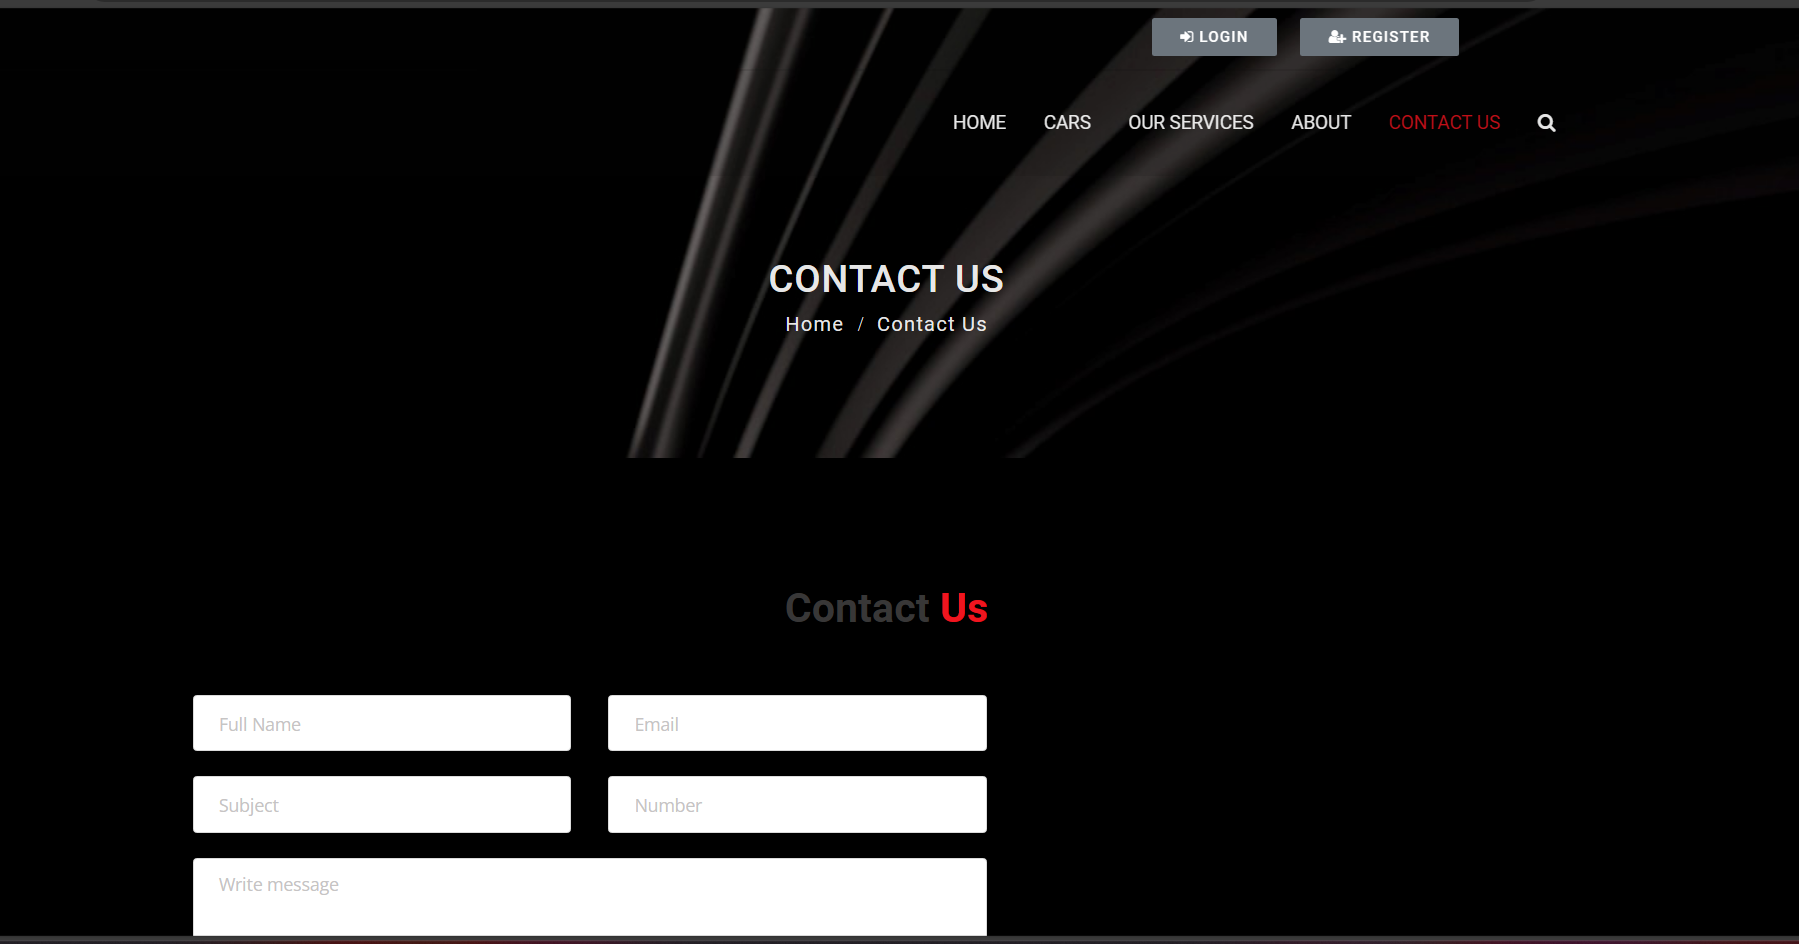 LOGIN REGISTER
HOME CARS OUR SERVICES ABOUT CONTACT US
CONTACT US
Home / Contact Us
Contact Us
Full Name Email
Subject Number
Write message